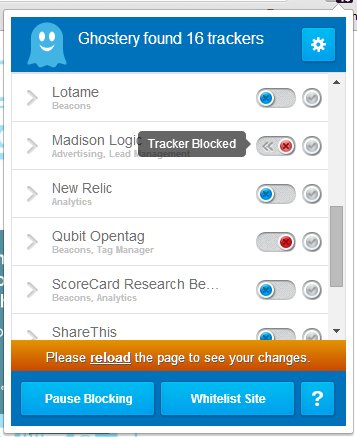 Ghostery found 16 trackers
Lotame
Beacons
Madison Logic
Tracker Blocked
Advertising, Lead Management
New Relic
Analytics
Qubit Opentag
Beacons, Tag Manager
ScoreCard Research Be...
Beacons, Analytics
ShareThis
Please reload the page to see your changes.
Pause Blocking
Whitelist Site
?